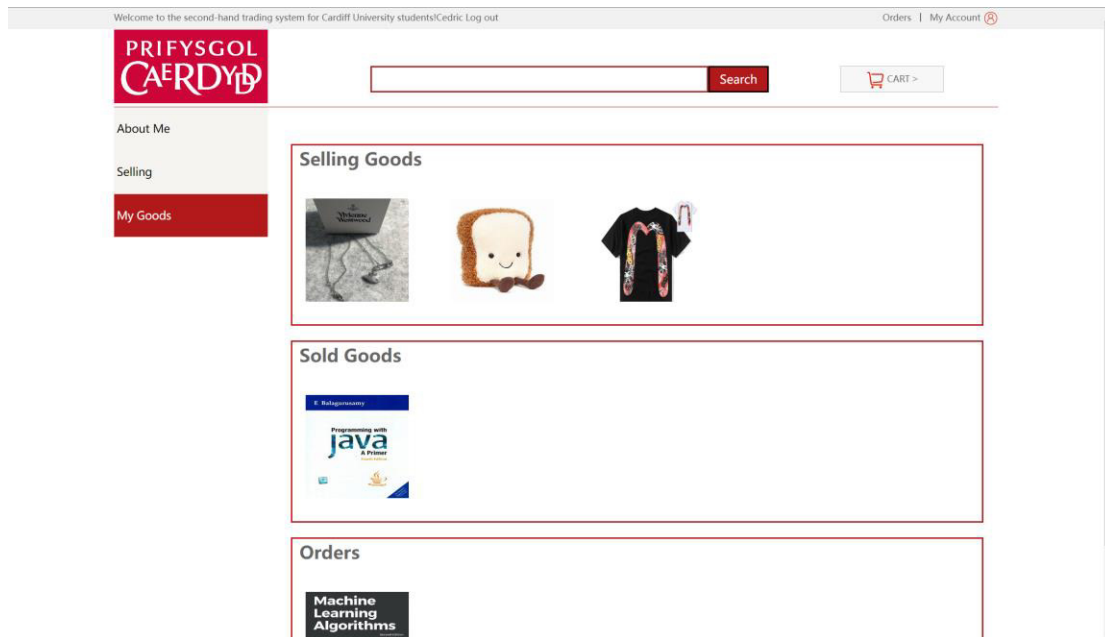 Welcome to the second-hand trading system for Cardiff University students!Cedric Log out
Orders | My Account
PRIFYSGOL
CAERDYDD
Search
CART >
About Me
Selling
My Goods
Selling Goods
Vivienne
Westwood
Sold Goods
E Balagurusamy
Programming with
java
A Primer
Orders
Machine
Learning
Algorithms